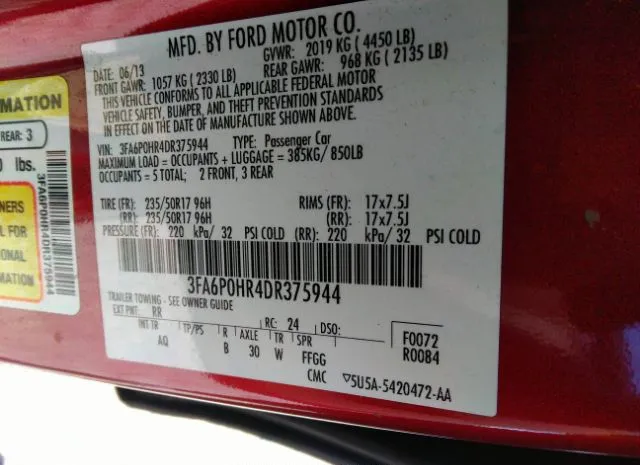 MFD. BY FORD MOTOR CO.
DATE: 06/13
GVWR: 2019 KG ( 4450 LB)
FRONT GAWR: 1057 KG ( 2330 LB)
REAR GAWR: 968 KG ( 2135 LB)
THIS VEHICLE CONFORMS TO ALL APPLICABLE FEDERAL MOTOR
VEHICLE SAFETY, BUMPER, AND THEFT PREVENTION STANDARDS
IN EFFECT ON THE DATE OF MANUFACTURE SHOWN ABOVE.
VIN: 3FA6P0HR4DR375944 TYPE: Passenger Car
MAXIMUM LOAD = OCCUPANTS + LUGGAGE = 385KG/ 850LB
OCCUPANTS = 5 TOTAL; 2 FRONT, 3 REAR
TIRE (FR): 235/50R17 96H RIMS (FR): 17x7.5J
(RR): 235/50R17 96H (RR): 17x7.5J
PRESSURE (FR): 220 kPa/ 32 PSI COLD (RR): 220 kPa/ 32 PSI COLD
3FA6P0HR4DR375944
TRAILER TOWING - SEE OWNER GUIDE
EXT PNT: RR RC: 24 DSO:
INT TR TP/PS R AXLE TR SPR
AQ B 30 W FFGG
F0072
R0084
CMC ▽5U5A-5420472-AA
RMATION
REAR: 3
0 lbs.
NERS
L FOR
ONAL
MATION
3FA6P0HR4DR375944